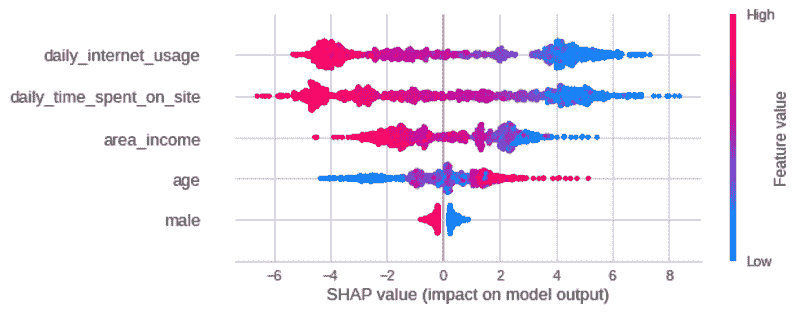 High
daily_internet_usage
daily_time_spent_on_site
area_income
age
male
Feature value
Low
−6 −4 −2 0 2 4 6 8
SHAP value (impact on model output)